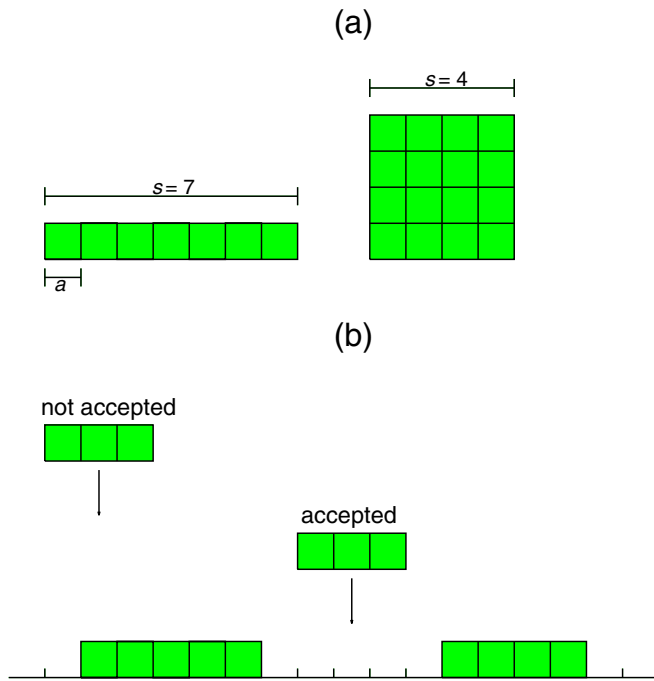 (a)
s = 4
s = 7
a
(b)
not accepted
accepted